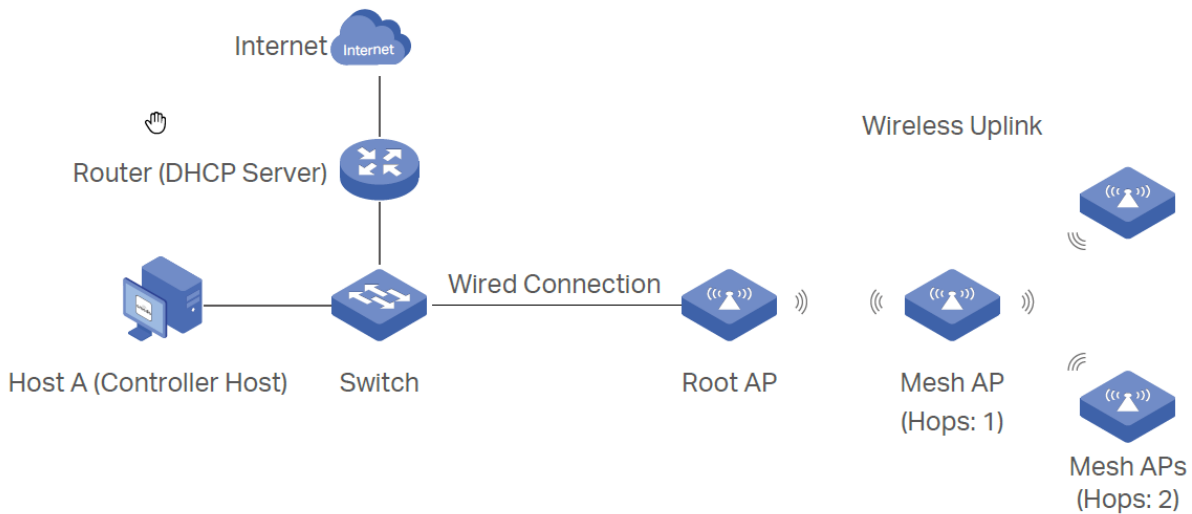 Internet
Internet
Wireless Uplink
Router (DHCP Server)
Wired Connection
Host A (Controller Host)
Switch
Root AP
Mesh AP
(Hops: 1)
Mesh APs
(Hops: 2)